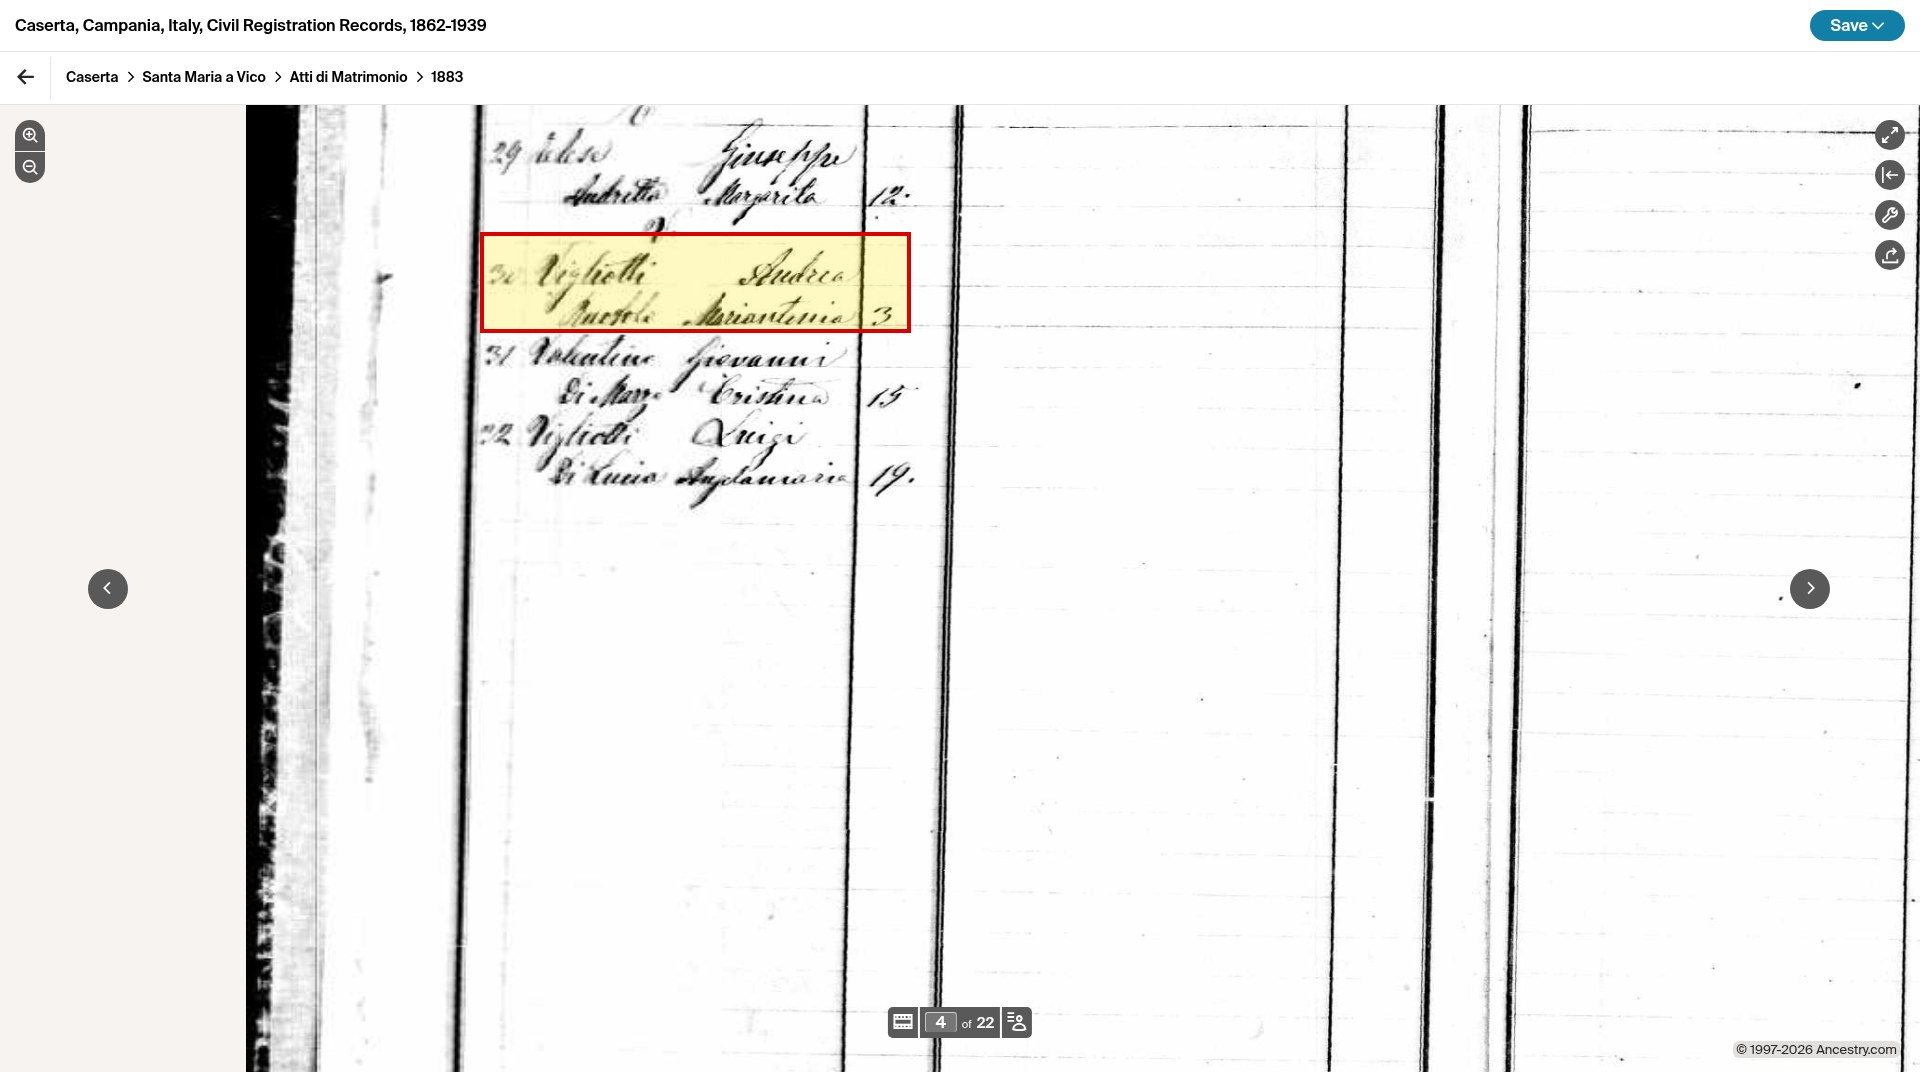 Caserta, Campania, Italy, Civil Registration Records, 1862-1939
Save
Caserta > Santa Maria a Vico > Atti di Matrimonio > 1883
29 Telese Giuseppe
Andretta Margarita 12.
V.
30 Vigliotti Andrea
Mariantonia 3
31 Valentino Giovanni
Di Marzo Cristina 15
32 Vigliotti Luigi
Di Lucia Angelamaria 19.
4 of 22
© 1997-2026 Ancestry.com